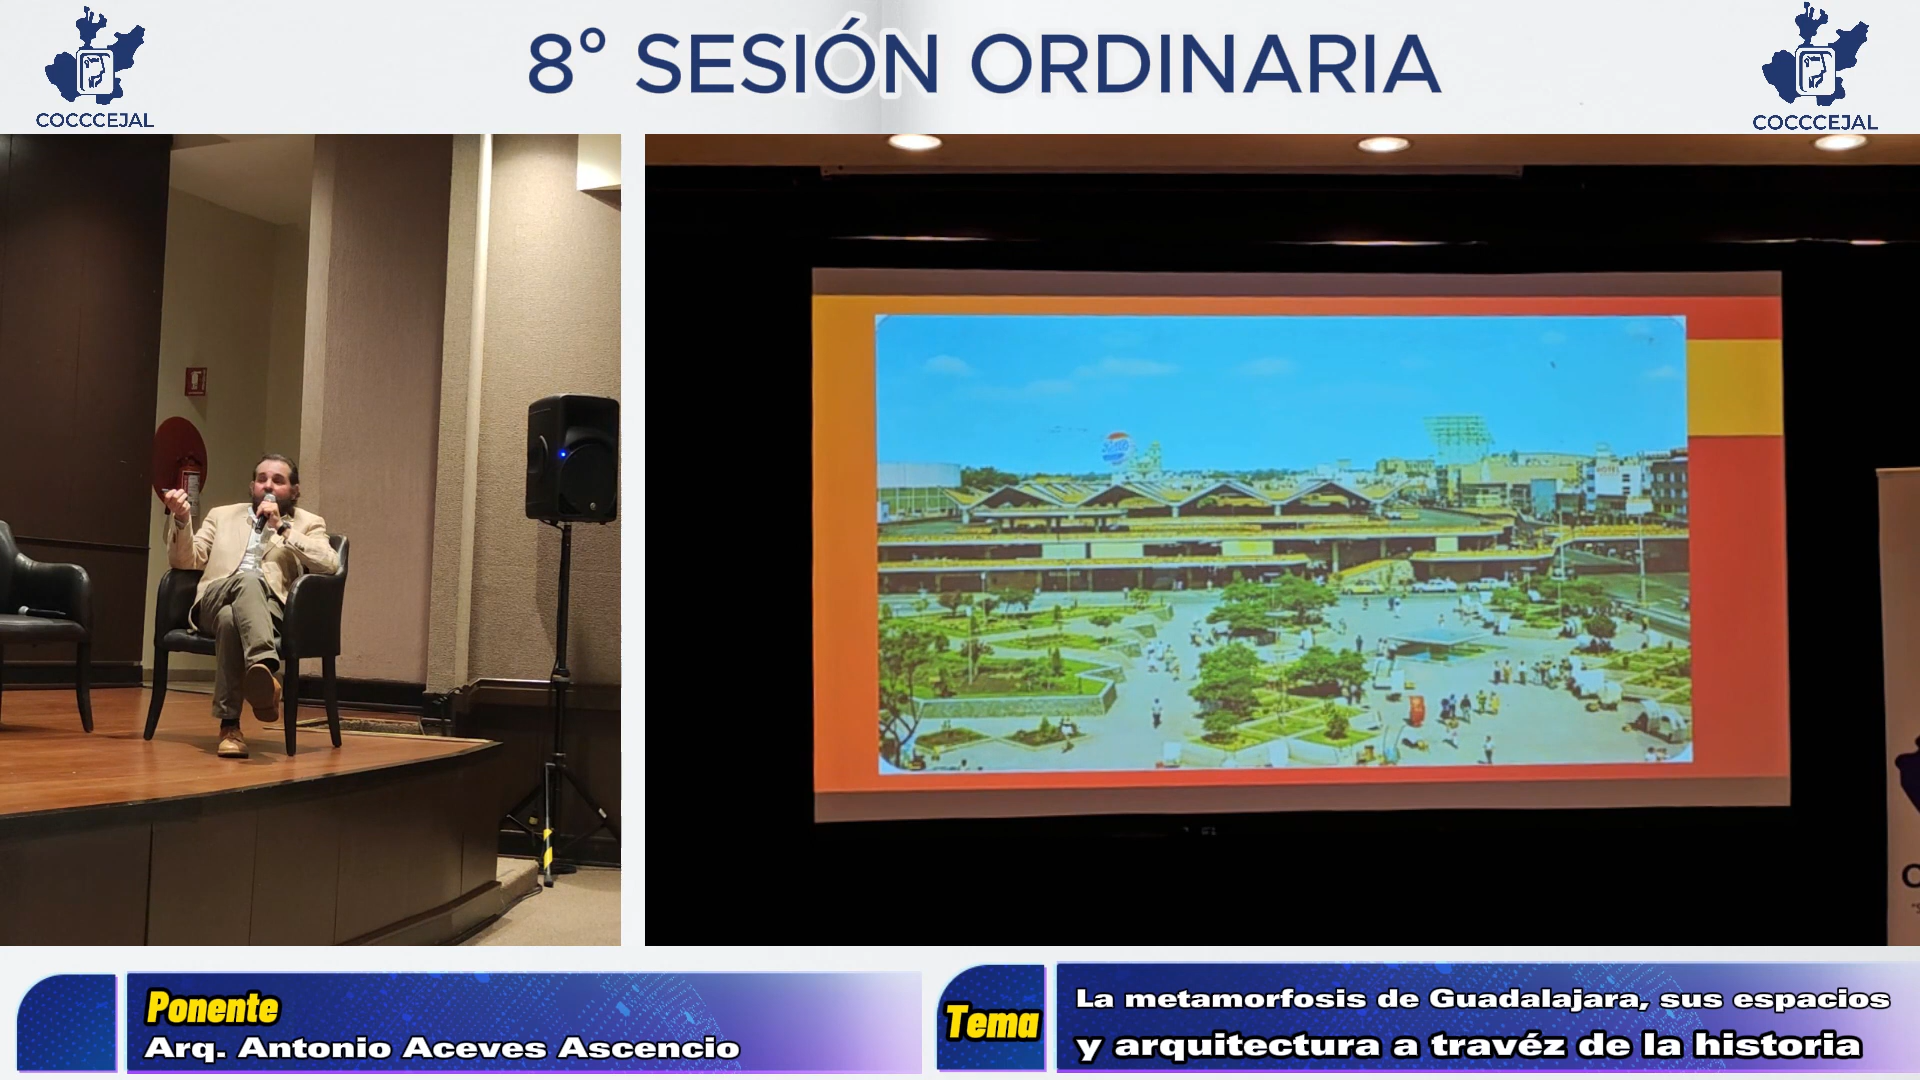 8° SESIÓN ORDINARIA
COCCCEJAL
COCCCEJAL
HOTEL
Ponente
Arq. Antonio Aceves Ascencio
Tema
La metamorfosis de Guadalajara, sus espacios
y arquitectura a travéz de la historia